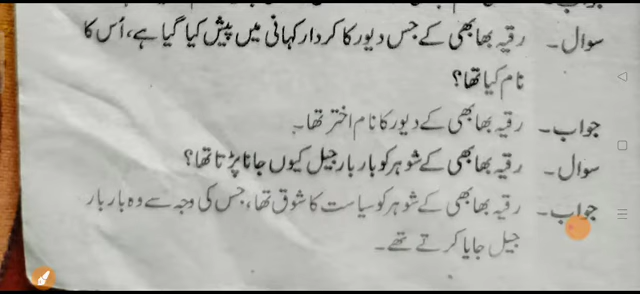 جواب۔
سوال۔ رقیہ بھابھی کے جس دیور کا کردار کہانی میں پیش کیا گیا ہے، اُس کا
نام کیا تھا؟
جواب۔ رقیہ بھابھی کے دیور کا نام اختر تھا۔
سوال۔ رقیہ بھابھی کے شوہر کو بار بار جیل کیوں جانا پڑتا تھا؟
جواب۔ رقیہ بھابھی کے شوہر کو سیاست کا شوق تھا، جس کی وجہ سے وہ بار بار
جیل جایا کرتے تھے۔